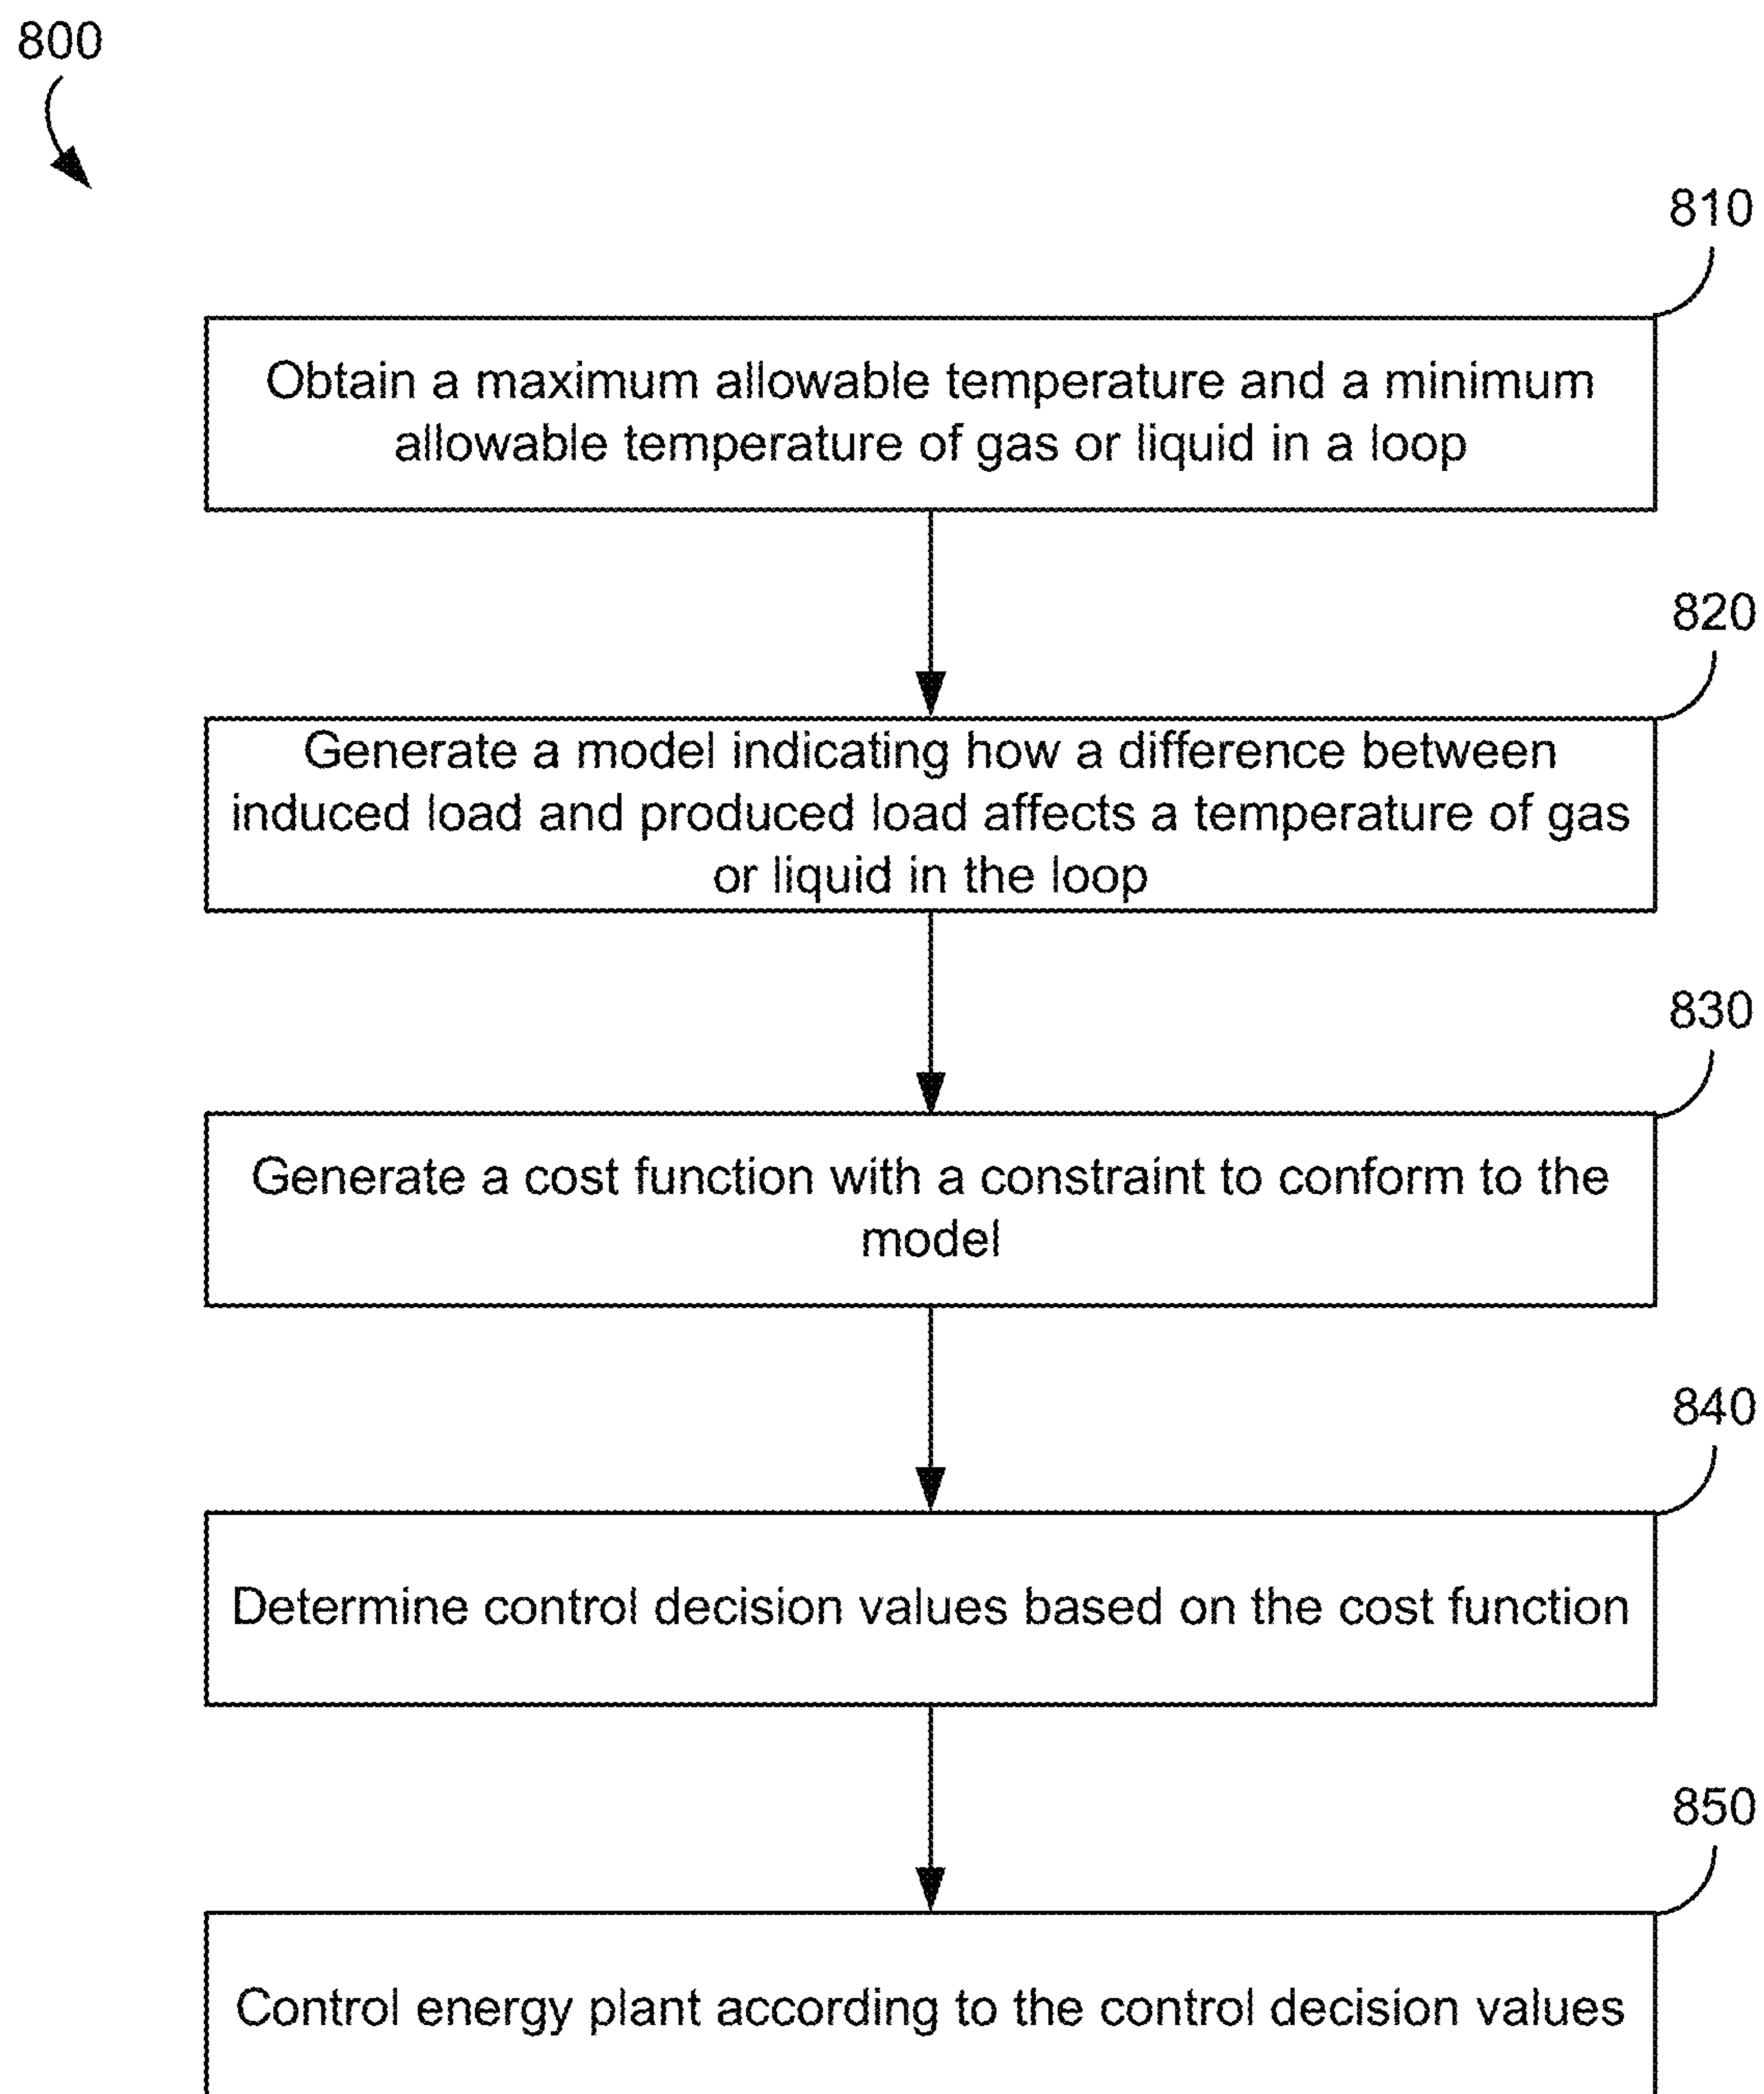 800
810
Obtain a maximum allowable temperature and a minimum
allowable temperature of gas or liquid in a loop
820
Generate a model indicating how a difference between
induced load and produced load affects a temperature of gas
or liquid in the loop
830
Generate a cost function with a constraint to conform to the
model
840
Determine control decision values based on the cost function
850
Control energy plant according to the control decision values